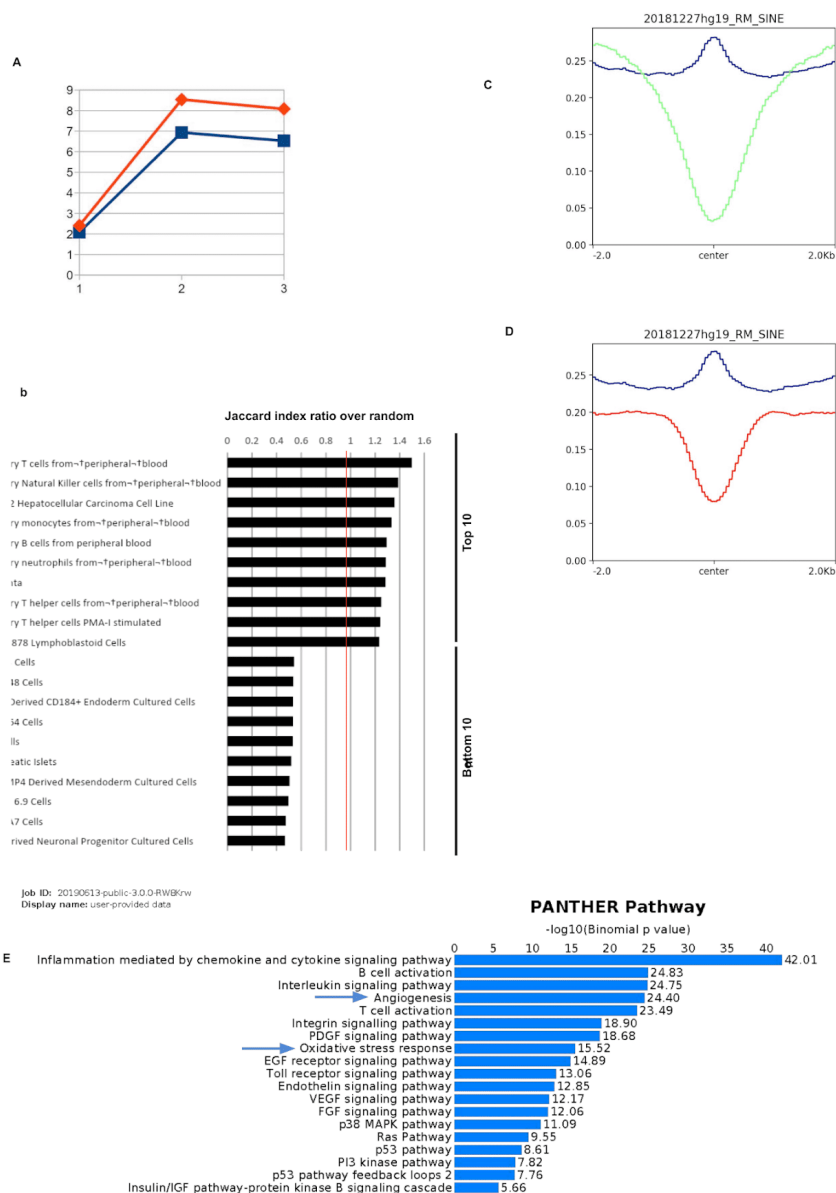 20181227hg19_RM_SINE
A
C
9
8
7
6
5
4
3
2
1
0
1 2 3
0.25
0.20
0.15
0.10
0.05
0.00
-2.0 center 2.0Kb
D
20181227hg19_RM_SINE
0.25
0.20
0.15
0.10
0.05
0.00
-2.0 center 2.0Kb
b
Jaccard index ratio over random
0 0.2 0.4 0.6 0.8 1 1.2 1.4 1.6
ry T cells from¬†peripheral¬†blood
ry Natural Killer cells from¬†peripheral¬†blood
2 Hepatocellular Carcinoma Cell Line
ry monocytes from¬†peripheral¬†blood
ry B cells from peripheral blood
ry neutrophils from¬†peripheral¬†blood
ata
ry T helper cells from¬†peripheral¬†blood
ry T helper cells PMA-I stimulated
878 Lymphoblastoid Cells
Cells
48 Cells
Derived CD184+ Endoderm Cultured Cells
64 Cells
lls
eatic Islets
MP4 Derived Mesendoderm Cultured Cells
6.9 Cells
A7 Cells
rived Neuronal Progenitor Cultured Cells
Top 10
Bottom 10
Job ID: 20190613-public-3.0.0-RWBKrw
Display name: user-provided data
E
PANTHER Pathway
-log10(Binomial p value)
0 5 10 15 20 25 30 35 40
Inflammation mediated by chemokine and cytokine signaling pathway 42.01
B cell activation 24.83
Interleukin signaling pathway 24.75
Angiogenesis 24.40
T cell activation 23.49
Integrin signalling pathway 18.90
PDGF signaling pathway 18.68
Oxidative stress response 15.52
EGF receptor signaling pathway 14.89
Toll receptor signaling pathway 13.06
Endothelin signaling pathway 12.85
VEGF signaling pathway 12.17
FGF signaling pathway 12.06
p38 MAPK pathway 11.09
Ras Pathway 9.55
p53 pathway 8.61
PI3 kinase pathway 7.82
p53 pathway feedback loops 2 7.76
Insulin/IGF pathway-protein kinase B signaling cascade 5.66